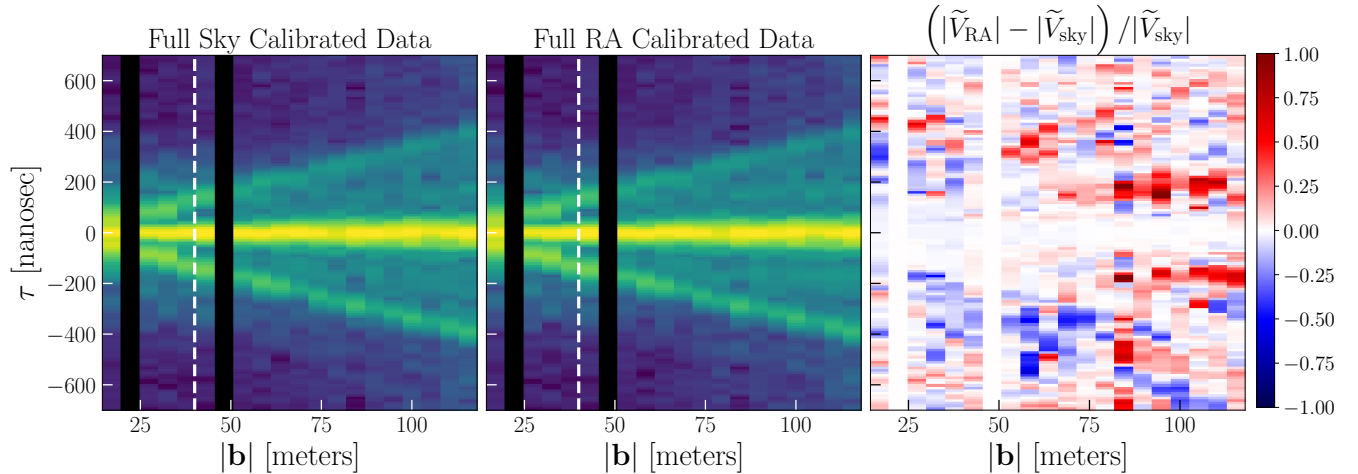 Full Sky Calibrated Data
Full RA Calibrated Data
(|Ṽ_RA| − |Ṽ_sky|) / |Ṽ_sky|
τ [nanosec]
600
400
200
0
−200
−400
−600
25 50 75 100
|b| [meters]
25 50 75 100
|b| [meters]
25 50 75 100
|b| [meters]
1.00
0.75
0.50
0.25
0.00
−0.25
−0.50
−0.75
−1.00